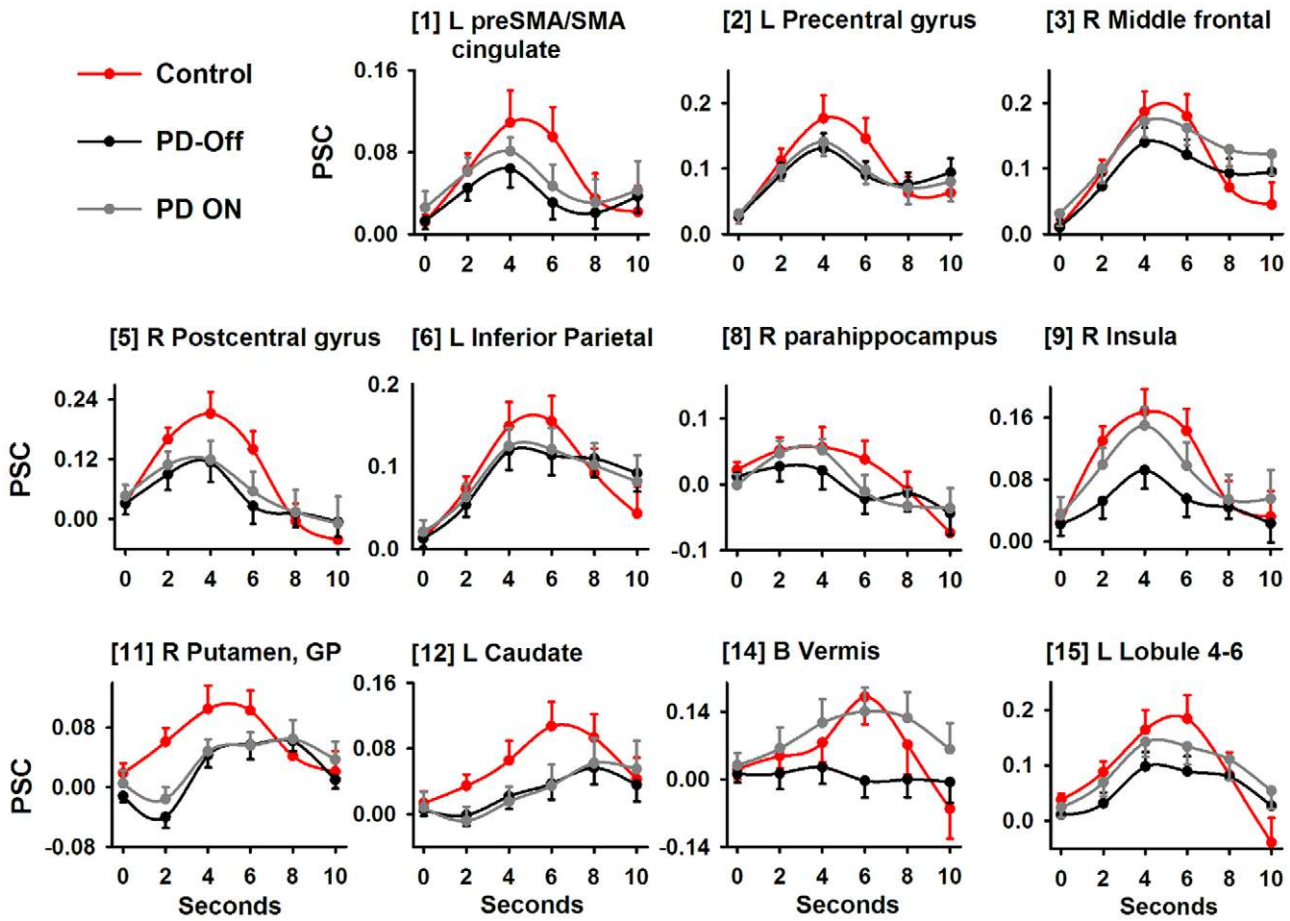 [1] L preSMA/SMA
cingulate
[2] L Precentral gyrus
[3] R Middle frontal
Control
PD-Off
PD ON
PSC
0.16
0.08
0.00
0 2 4 6 8 10
0.2
0.1
0.0
0 2 4 6 8 10
0.2
0.1
0.0
0 2 4 6 8 10
[5] R Postcentral gyrus
[6] L Inferior Parietal
[8] R parahippocampus
[9] R Insula
PSC
0.24
0.12
0.00
0 2 4 6 8 10
0.2
0.1
0.0
0 2 4 6 8 10
0.1
0.0
-0.1
0 2 4 6 8 10
0.16
0.08
0.00
0 2 4 6 8 10
[11] R Putamen, GP
[12] L Caudate
[14] B Vermis
[15] L Lobule 4-6
PSC
0.08
0.00
-0.08
0 2 4 6 8 10
Seconds
0.16
0.08
0.00
0 2 4 6 8 10
Seconds
0.14
0.00
-0.14
0 2 4 6 8 10
Seconds
0.2
0.1
0.0
0 2 4 6 8 10
Seconds